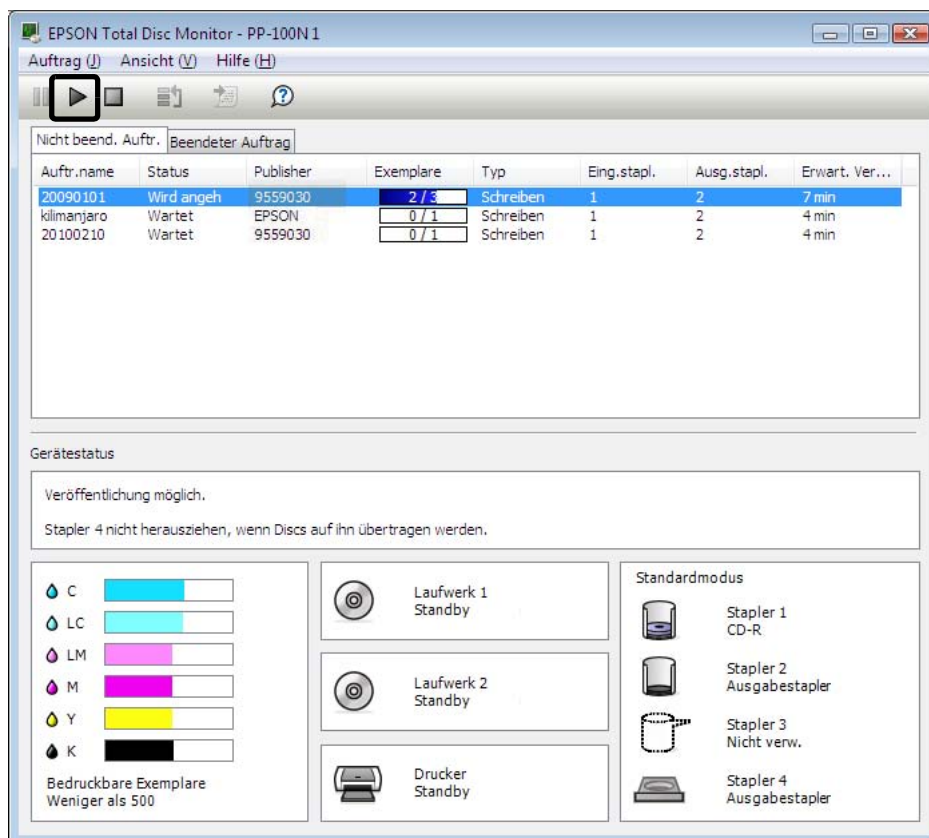 EPSON Total Disc Monitor - PP-100N 1
Auftrag (J) Ansicht (V) Hilfe (H)
Nicht beend. Auftr. Beendeter Auftrag
Auftr.name Status Publisher Exemplare Typ Eing.stapl. Ausg.stapl. Erwart. Ver...
20090101 Wird angeh 9559030 2 / 3 Schreiben 1 2 7 min
kilimanjaro Wartet EPSON 0 / 1 Schreiben 1 2 4 min
20100210 Wartet 9559030 0 / 1 Schreiben 1 2 4 min
Gerätestatus
Veröffentlichung möglich.
Stapler 4 nicht herausziehen, wenn Discs auf ihn übertragen werden.
C
LC
LM
M
Y
K
Bedruckbare Exemplare
Weniger als 500
Laufwerk 1
Standby
Laufwerk 2
Standby
Drucker
Standby
Standardmodus
Stapler 1
CD-R
Stapler 2
Ausgabestapler
Stapler 3
Nicht verw.
Stapler 4
Ausgabestapler